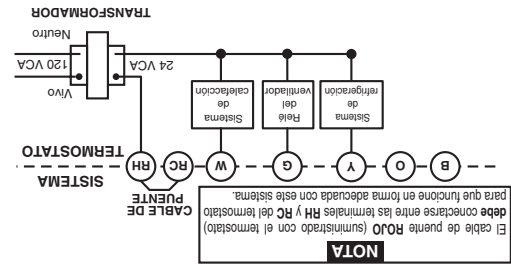 NOTA
El cable de puente ROJO (suministrado con el termostato)
debe conectarse entre las terminales RH y RC del termostato
para que funcione en forma adecuada con este sistema.
CABLE DE
PUENTE
SISTEMA
B O Y G W RC RH
TERMOSTATO
Sistema
de
refrigeración
Relé
del
ventilador
Sistema
de
calefacción
Vivo
24 VCA
120 VCA
Neutro
TRANSFORMADOR